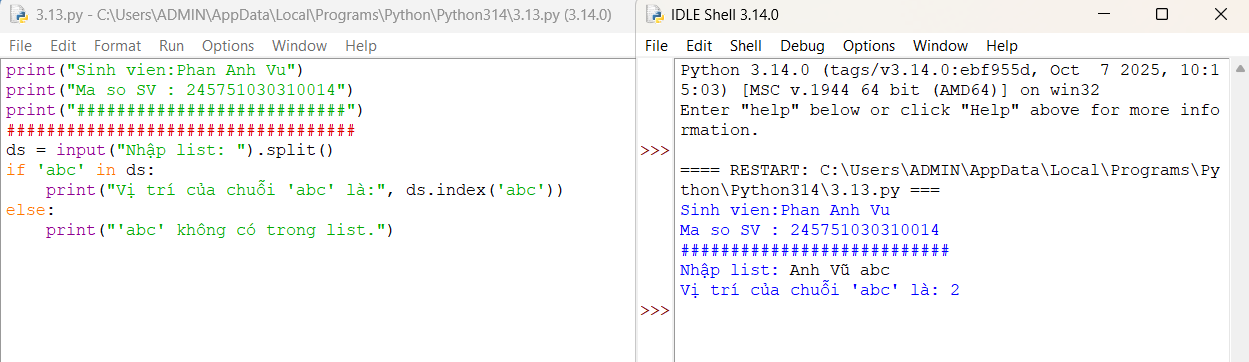 3.13.py - C:\Users\ADMIN\AppData\Local\Programs\Python\Python314\3.13.py (3.14.0)
File Edit Format Run Options Window Help
print("Sinh vien:Phan Anh Vu")
print("Ma so SV : 245751030310014")
print("###########################")
###################################
ds = input("Nhập list: ").split()
if 'abc' in ds:
    print("Vị trí của chuỗi 'abc' là:", ds.index('abc'))
else:
    print("'abc' không có trong list.")
IDLE Shell 3.14.0
File Edit Shell Debug Options Window Help
Python 3.14.0 (tags/v3.14.0:ebf955d, Oct  7 2025, 10:1
5:03) [MSC v.1944 64 bit (AMD64)] on win32
Enter "help" below or click "Help" above for more info
rmation.
>>>
==== RESTART: C:\Users\ADMIN\AppData\Local\Programs\Py
thon\Python314\3.13.py ===
Sinh vien:Phan Anh Vu
Ma so SV : 245751030310014
###########################
Nhập list: Anh Vũ abc
Vị trí của chuỗi 'abc' là: 2
>>>